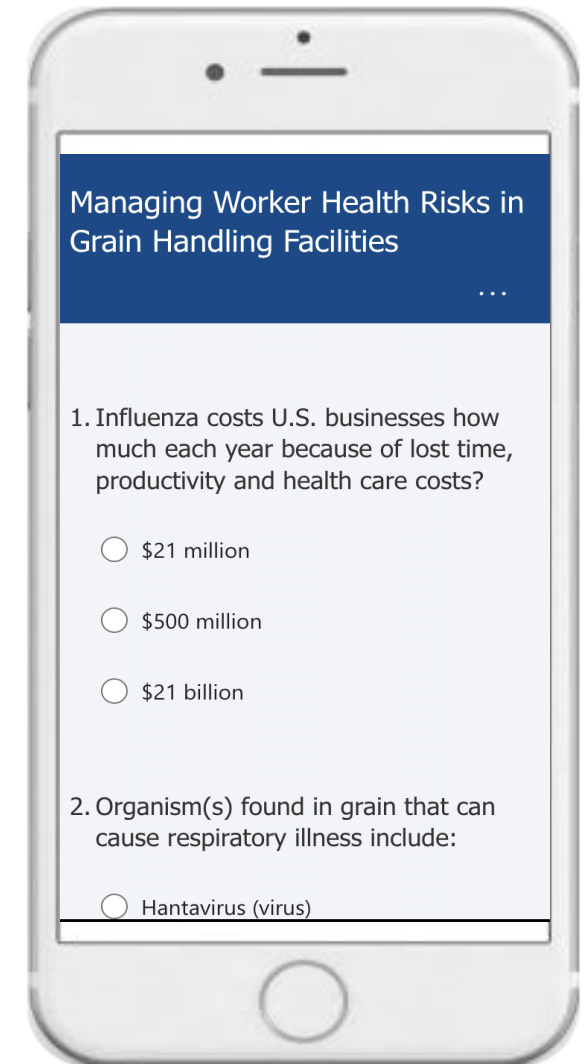 Managing Worker Health Risks in
Grain Handling Facilities
...
1. Influenza costs U.S. businesses how
much each year because of lost time,
productivity and health care costs?
$21 million
$500 million
$21 billion
2. Organism(s) found in grain that can
cause respiratory illness include:
Hantavirus (virus)